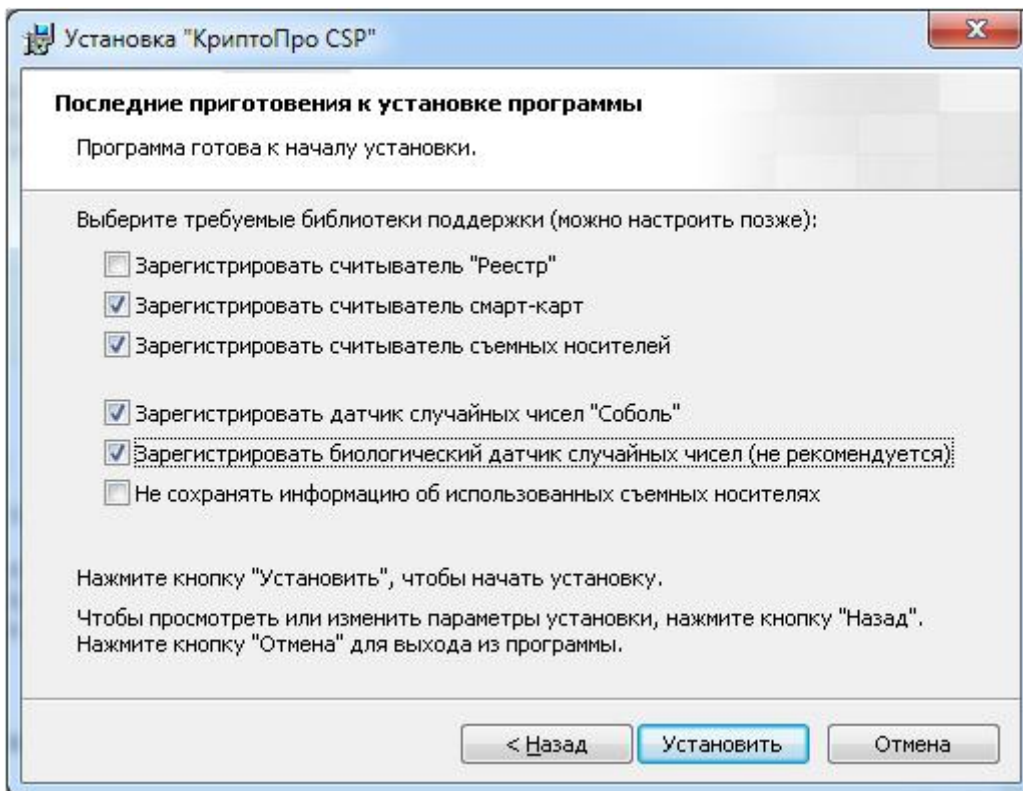 Установка "КриптоПро CSP"
Последние приготовения к установке программы
Программа готова к началу установки.
Выберите требуемые библиотеки поддержки (можно настроить позже):
Зарегистрировать считыватель "Реестр"
Зарегистрировать считыватель смарт-карт
Зарегистрировать считыватель съемных носителей
Зарегистрировать датчик случайных чисел "Соболь"
Зарегистрировать биологический датчик случайных чисел (не рекомендуется)
Не сохранять информацию об использованных съемных носителях
Нажмите кнопку "Установить", чтобы начать установку.
Чтобы просмотреть или изменить параметры установки, нажмите кнопку "Назад".
Нажмите кнопку "Отмена" для выхода из программы.
< Назад Установить Отмена